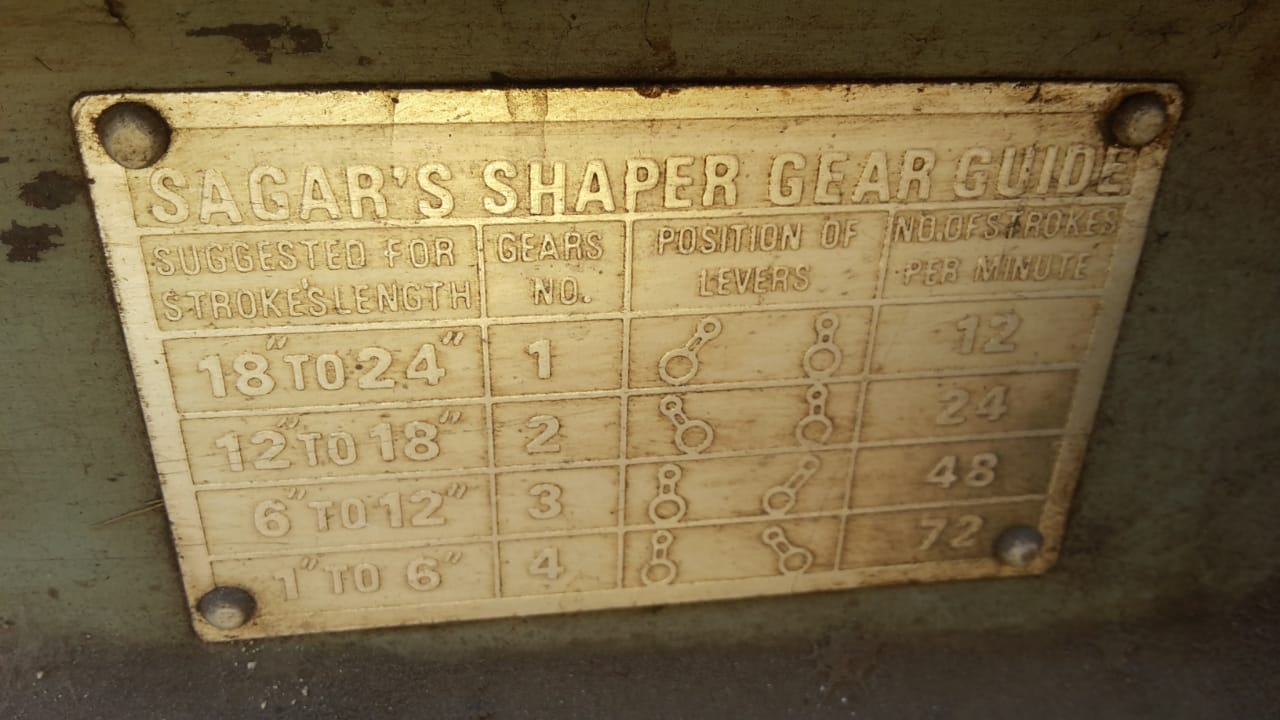 SAGAR'S SHAPER GEAR GUIDE
SUGGESTED FOR STROKE'S LENGTH GEARS NO. POSITION OF LEVERS NO. OF STROKES PER MINUTE
18" TO 24" 1 12
12" TO 18" 2 24
6" TO 12" 3 48
1" TO 6" 4 72